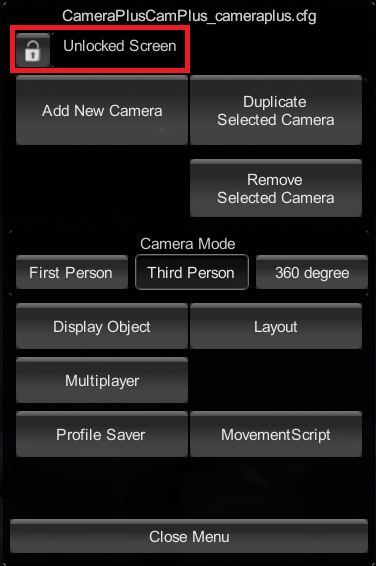 CameraPlusCamPlus_cameraplus.cfg
Unlocked Screen
Add New Camera
Duplicate
Selected Camera
Remove
Selected Camera
Camera Mode
First Person
Third Person
360 degree
Display Object
Layout
Multiplayer
Profile Saver
MovementScript
Close Menu